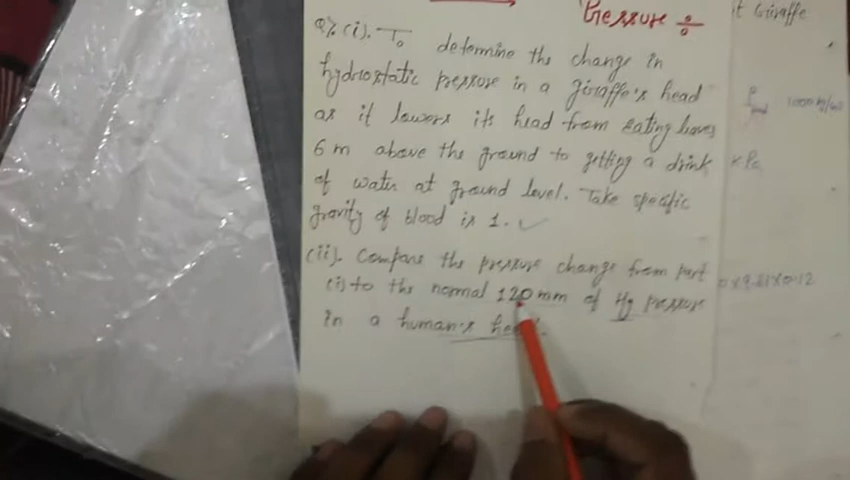 Pressure
Q/. (i). To determine the change in
hydrostatic pressure in a giraffe's head
as it lowers its head from eating leaves
6 m above the ground to getting a drink
of water at ground level. Take specific
gravity of blood is 1.
(ii). Compare the pressure change from part
(i) to the normal 120 mm of Hg pressure
in a human's
t Giraffe
KPa
0x9.81x0.12